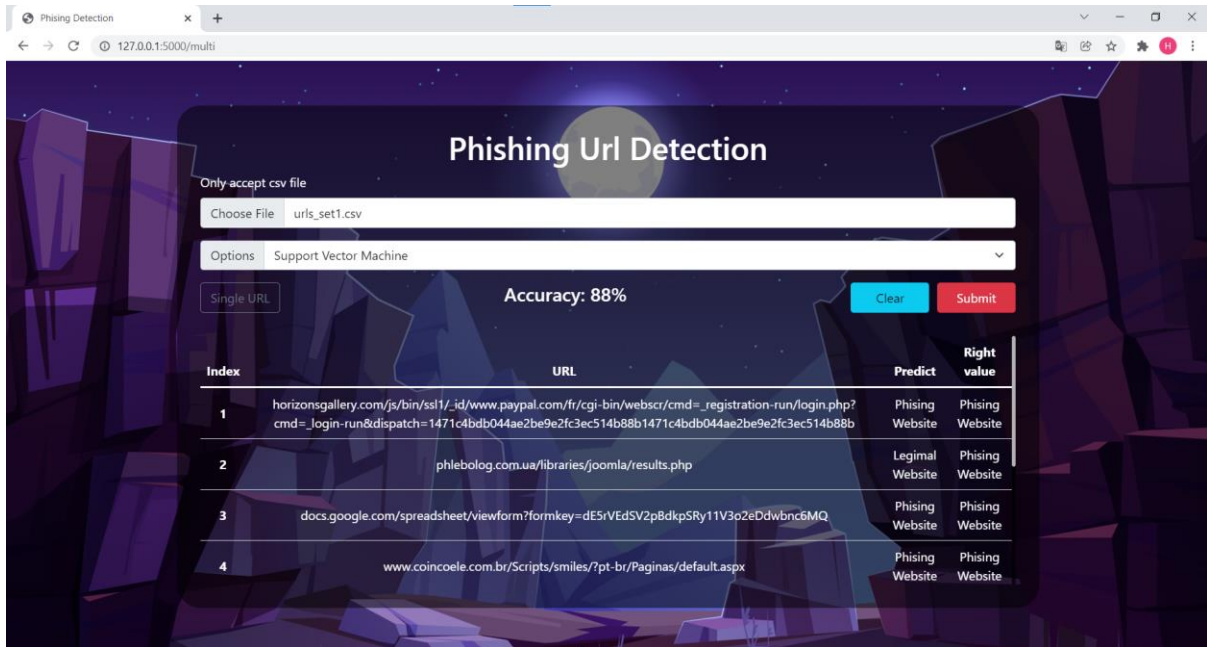 Phising Detection
127.0.0.1:5000/multi
H
Phishing Url Detection
Only accept csv file
Choose File urls_set1.csv
Options Support Vector Machine
Single URL Accuracy: 88% Clear Submit
Index URL Predict Right value
1 horizonsgallery.com/js/bin/ssl1/_id/www.paypal.com/fr/cgi-bin/webscr/cmd=_registration-run/login.php? Phising Phising
cmd=_login-run&dispatch=1471c4bdb044ae2be9e2fc3ec514b88b1471c4bdb044ae2be9e2fc3ec514b88b Website Website
2 phlebolog.com.ua/libraries/joomla/results.php Legimal Phising
Website Website
3 docs.google.com/spreadsheet/viewform?formkey=dE5rVEdSV2pBdkpSRy11V3o2eDdwbnc6MQ Phising Phising
Website Website
4 www.coincoele.com.br/Scripts/smiles/?pt-br/Paginas/default.aspx Phising Phising
Website Website